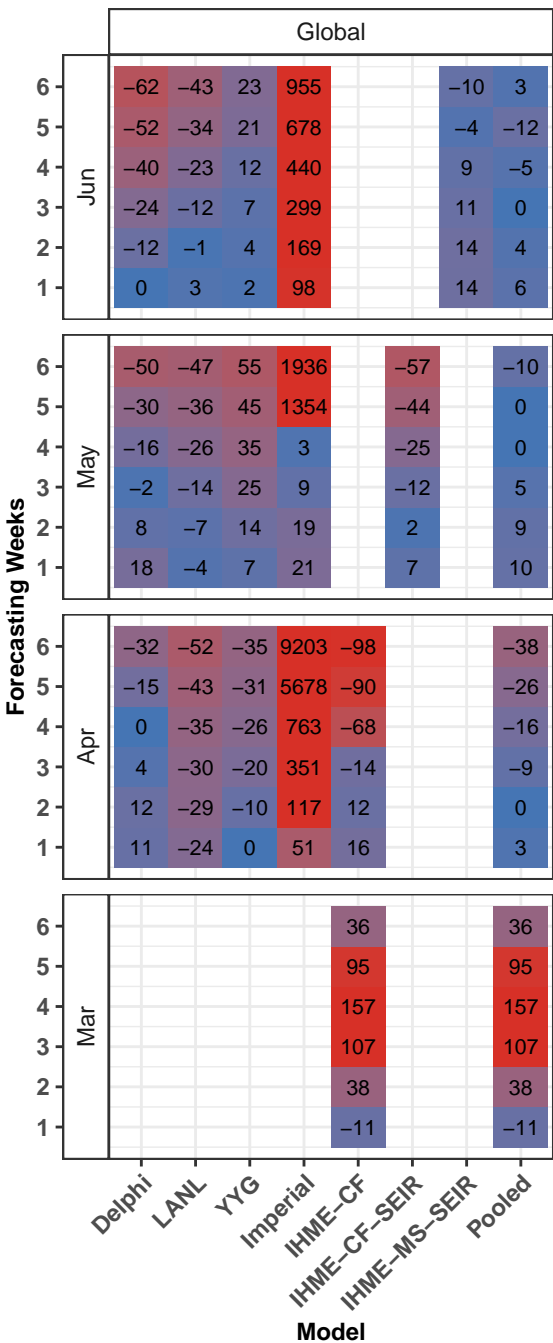 Global
Forecasting Weeks
Jun
6 −62 −43 23 955 −10 3
5 −52 −34 21 678 −4 −12
4 −40 −23 12 440 9 −5
3 −24 −12 7 299 11 0
2 −12 −1 4 169 14 4
1 0 3 2 98 14 6
May
6 −50 −47 55 1936 −57 −10
5 −30 −36 45 1354 −44 0
4 −16 −26 35 3 −25 0
3 −2 −14 25 9 −12 5
2 8 −7 14 19 2 9
1 18 −4 7 21 7 10
Apr
6 −32 −52 −35 9203 −98 −38
5 −15 −43 −31 5678 −90 −26
4 0 −35 −26 763 −68 −16
3 4 −30 −20 351 −14 −9
2 12 −29 −10 117 12 0
1 11 −24 0 51 16 3
Mar
6 36 36
5 95 95
4 157 157
3 107 107
2 38 38
1 −11 −11
Delphi
LANL
YYG
Imperial
IHME−CF
IHME−CF−SEIR
IHME−MS−SEIR
Pooled
Model